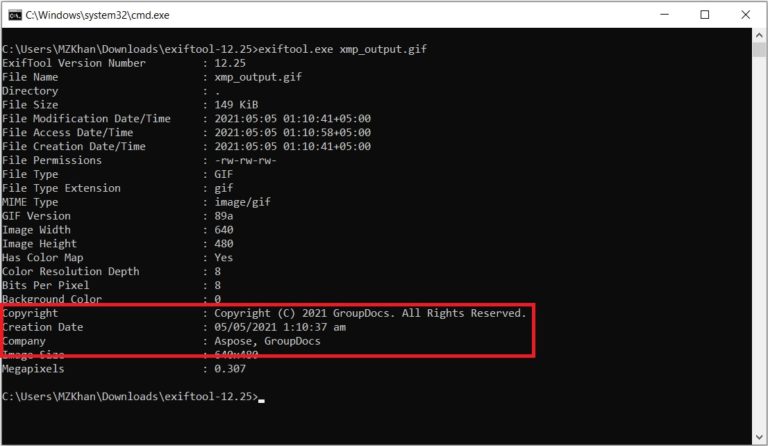 C:\Windows\system32\cmd.exe
C:\Users\MZKhan\Downloads\exiftool-12.25>exiftool.exe xmp_output.gif
ExifTool Version Number : 12.25
File Name : xmp_output.gif
Directory : .
File Size : 149 KiB
File Modification Date/Time : 2021:05:05 01:10:41+05:00
File Access Date/Time : 2021:05:05 01:10:58+05:00
File Creation Date/Time : 2021:05:05 01:10:41+05:00
File Permissions : -rw-rw-rw-
File Type : GIF
File Type Extension : gif
MIME Type : image/gif
GIF Version : 89a
Image Width : 640
Image Height : 480
Has Color Map : Yes
Color Resolution Depth : 8
Bits Per Pixel : 8
Background Color : 0
Copyright : Copyright (C) 2021 GroupDocs. All Rights Reserved.
Creation Date : 05/05/2021 1:10:37 am
Company : Aspose, GroupDocs
Image Size : 640x480
Megapixels : 0.307
C:\Users\MZKhan\Downloads\exiftool-12.25>